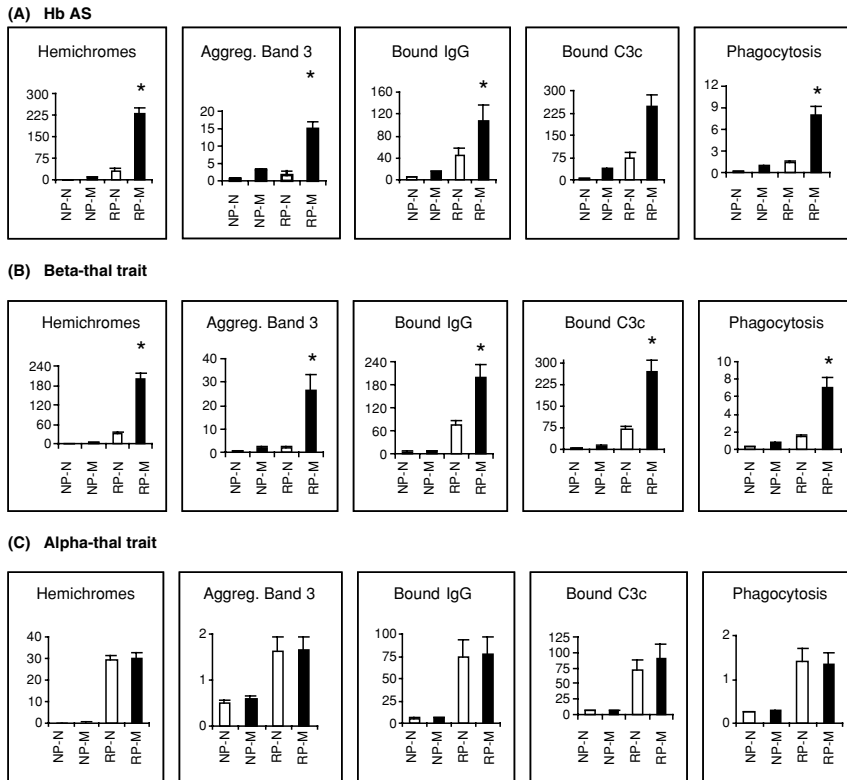 (A) Hb AS
Hemichromes
Aggreg. Band 3
Bound IgG
Bound C3c
Phagocytosis
300
225
150
75
0
*
NP-N
NP-M
RP-N
RP-M
20
15
10
5
0
*
NP-N
NP-M
RP-N
RP-M
160
120
80
40
0
*
NP-N
NP-M
RP-N
RP-M
300
225
150
75
0
NP-N
NP-M
RP-N
RP-M
12
9
6
3
0
*
NP-N
NP-M
RP-N
RP-M
(B) Beta-thal trait
Hemichromes
Aggreg. Band 3
Bound IgG
Bound C3c
Phagocytosis
240
180
120
60
0
*
NP-N
NP-M
RP-N
RP-M
40
30
20
10
0
*
NP-N
NP-M
RP-N
RP-M
240
180
120
60
0
*
NP-N
NP-M
RP-N
RP-M
300
225
150
75
0
*
NP-N
NP-M
RP-N
RP-M
10
8
6
4
2
0
*
NP-N
NP-M
RP-N
RP-M
(C) Alpha-thal trait
Hemichromes
Aggreg. Band 3
Bound IgG
Bound C3c
Phagocytosis
40
30
20
10
0
NP-N
NP-M
RP-N
RP-M
2
1
0
NP-N
NP-M
RP-N
RP-M
100
75
50
25
0
NP-N
NP-M
RP-N
RP-M
125
100
75
50
25
0
NP-N
NP-M
RP-N
RP-M
2
1
0
NP-N
NP-M
RP-N
RP-M